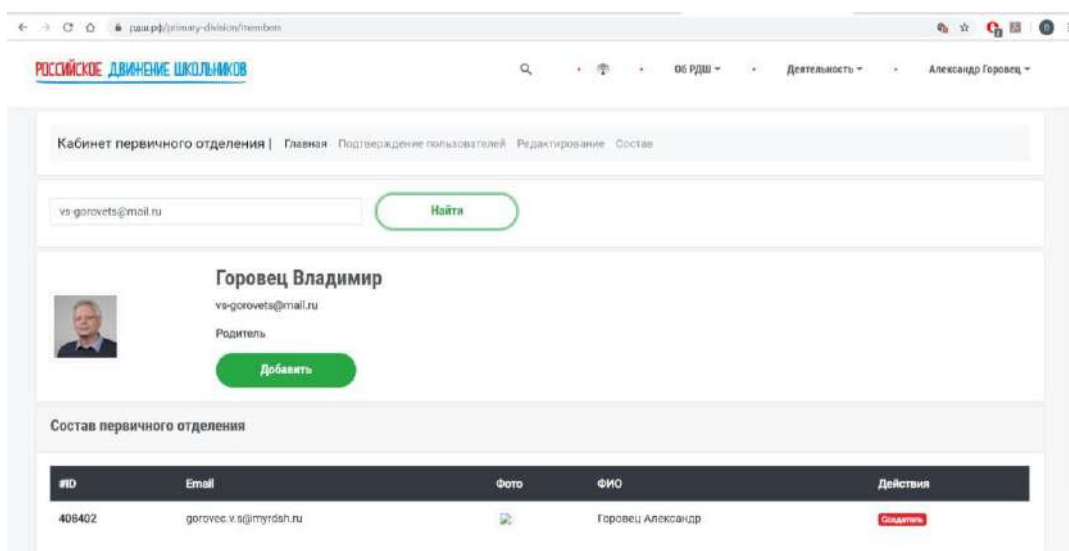 рдш.рф/primary-division/members
РОССИЙСКОЕ ДВИЖЕНИЕ ШКОЛЬНИКОВ
Об РДШ
Деятельность
Александр Горовец
Кабинет первичного отделения | Главная Подтверждение пользователей Редактирование Состав
vs-gorovets@mail.ru
Найти
Горовец Владимир
vs-gorovets@mail.ru
Родитель
Добавить
Состав первичного отделения
#ID Email Фото ФИО Действия
408402 gorovec.v.s@myrdsh.ru Горовец Александр